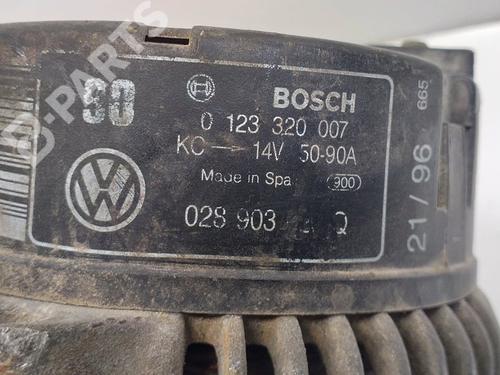 90
BOSCH
0 123 320 007
KC → 14V 50-90A
Made in Spa
900
028 903 Q
21/96
665
B-PARTS